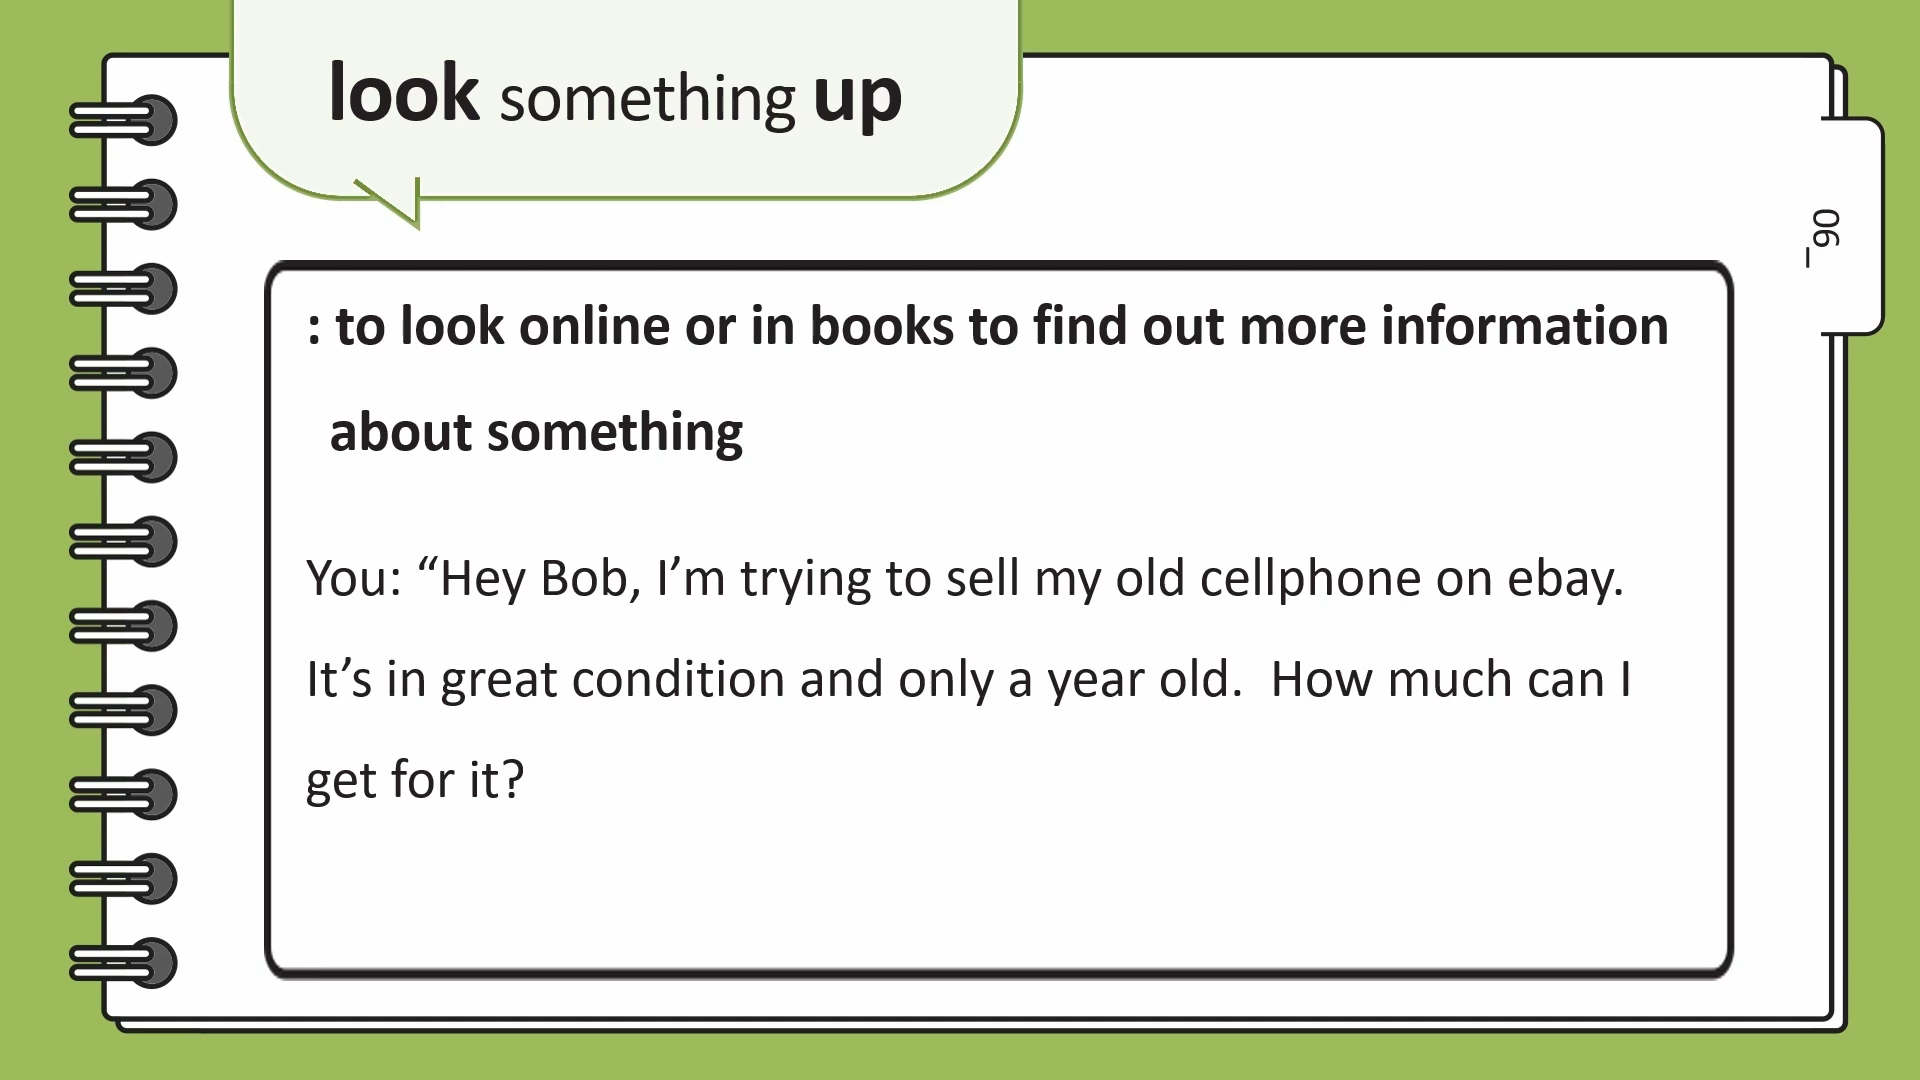 look something up
_90
: to look online or in books to find out more information
about something
You: “Hey Bob, I’m trying to sell my old cellphone on ebay.
It’s in great condition and only a year old.  How much can I
get for it?